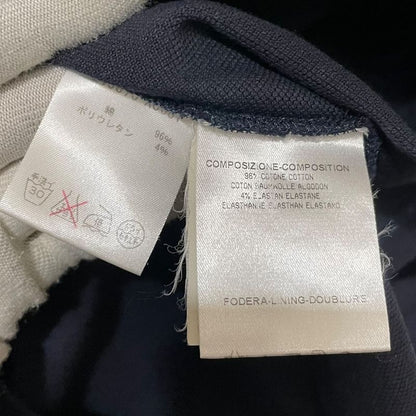 綿 96%
ポリウレタン 4%
30
COMPOSIZIONE-COMPOSITION
96% COTONE COTTON
COTON BAUMWOLLE ALGODON
4% ELASTAN ELASTANE
ELASTHANNE ELASTHAN ELASTANO
FODERA-LINING-DOUBLURE